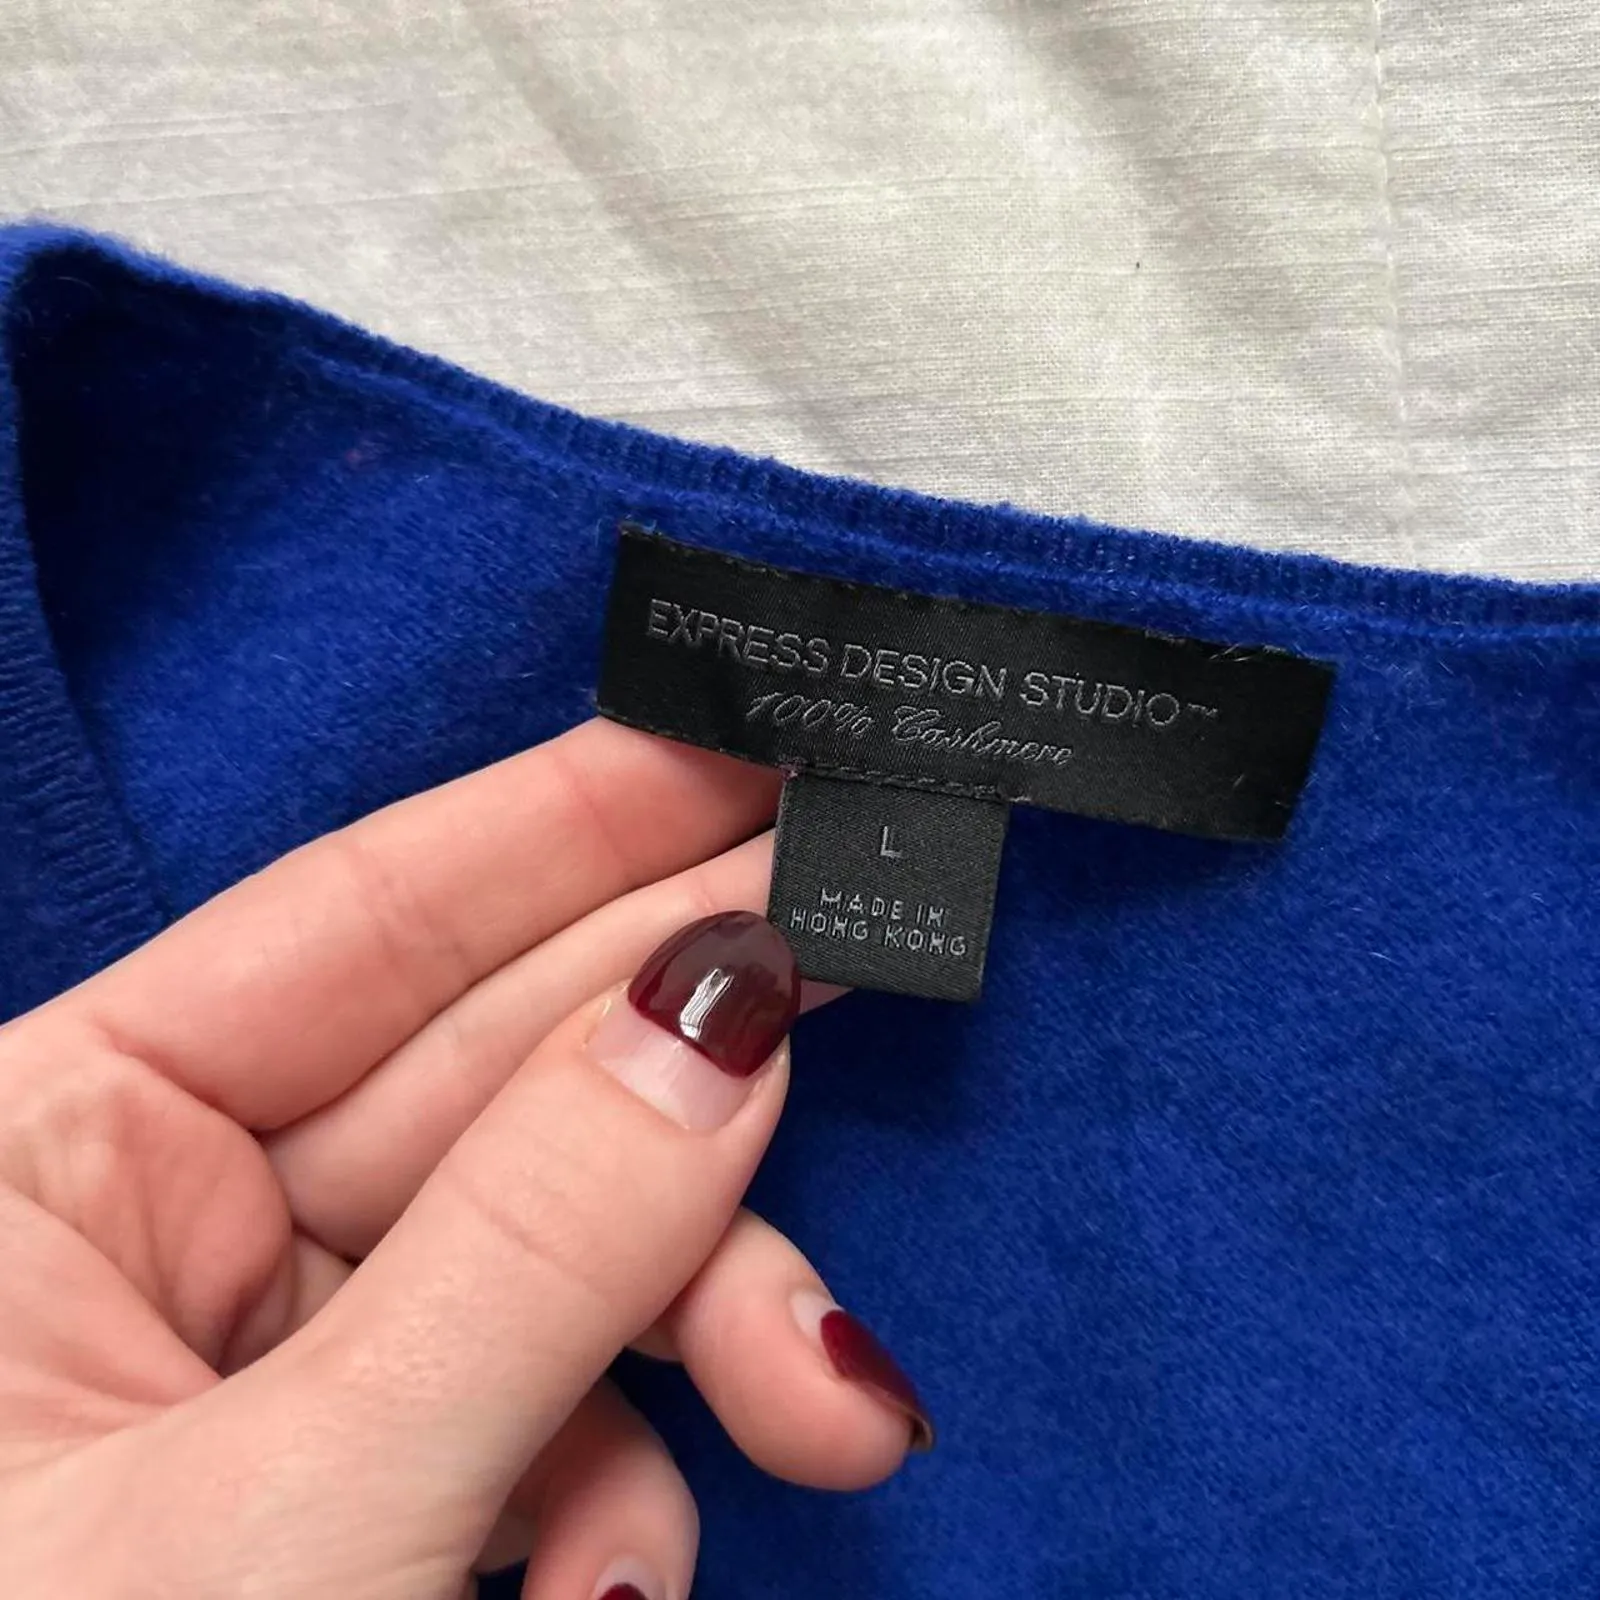 EXPRESS DESIGN STUDIO™
100% Cashmere
L
MADE IN
HONG KONG